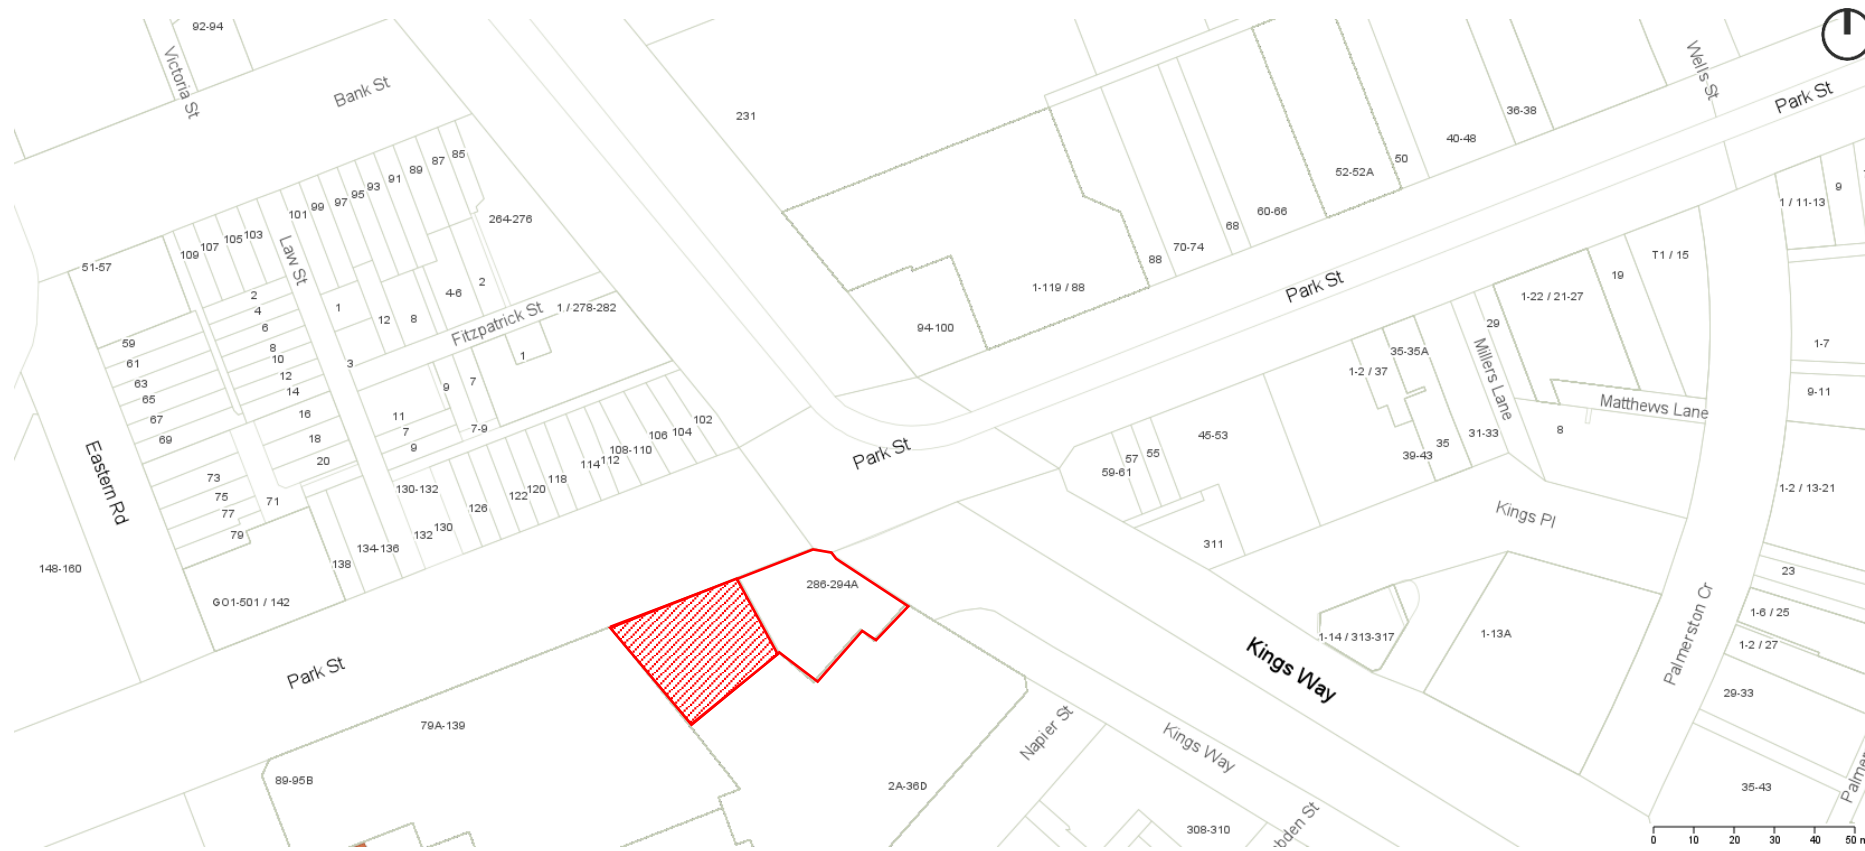 92-94
Victoria St
Bank St
231
Wells St
Park St
36-38
40-48
50
52-52A
60-66
68
70-74
88
1-119 / 88
94-100
Park St
85
87
89
91
93
95
97
99
101
103
105
107
109
264-276
51-57
Law St
2
4
6
8
10
12
14
16
18
20
1
3
12
8
4-6
2
Fitzpatrick St
1 / 278-282
1
59
61
63
65
67
69
73
75
77
79
71
9
7
11
7
9
7-9
102
104
106
108-110
112
114
118
120
122
126
130
132
130-132
134-136
138
Eastern Rd
148-160
GO1-501 / 142
Park St
Park St
59-61
57
55
45-53
311
1-2 / 37
35-35A
39-43
35
31-33
29
Millers Lane
1-22 / 21-27
19
T1 / 15
1 / 11-13
9
Matthews Lane
8
1-7
9-11
1-2 / 13-21
Kings Pl
23
1-6 / 25
1-2 / 27
29-33
35-43
Palmerston Cr
1-14 / 313-317
1-13A
Kings Way
286-294A
79A-139
89-95B
2A-36D
Napier St
Kings Way
308-310
bden St
Palmer
0 10 20 30 40 50 m